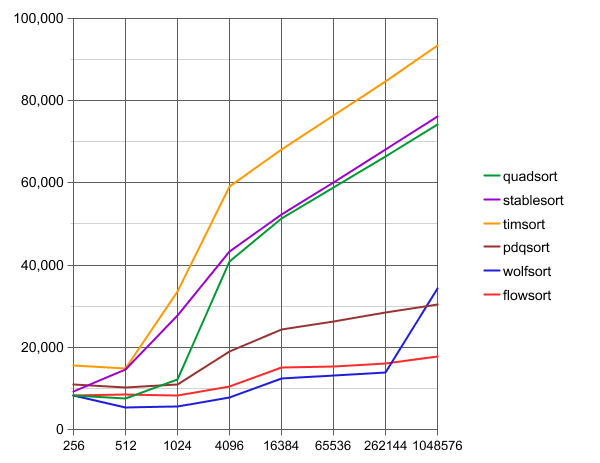 100,000
80,000
60,000
40,000
20,000
0
256 512 1024 4096 16384 65536 262144 1048576
quadsort
stablesort
timsort
pdqsort
wolfsort
flowsort